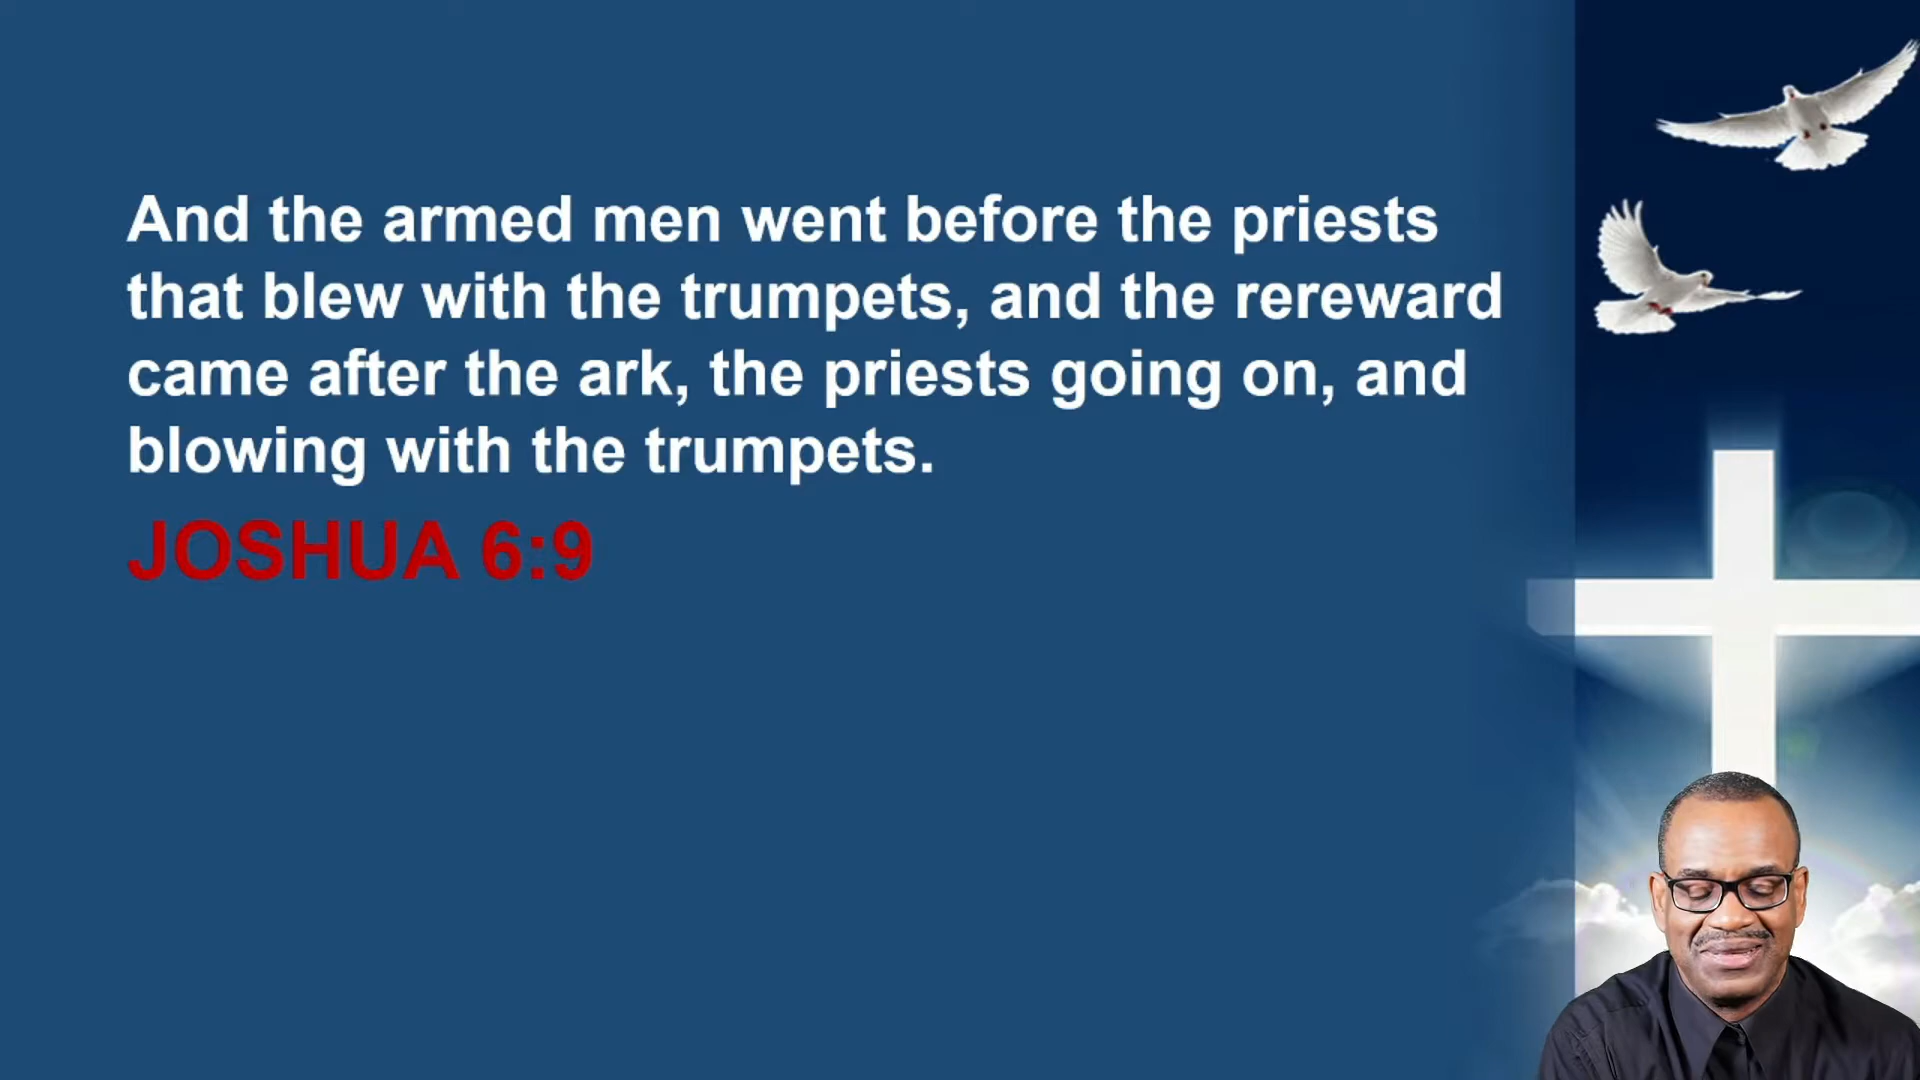 And the armed men went before the priests
that blew with the trumpets, and the rereward
came after the ark, the priests going on, and
blowing with the trumpets.
JOSHUA 6:9